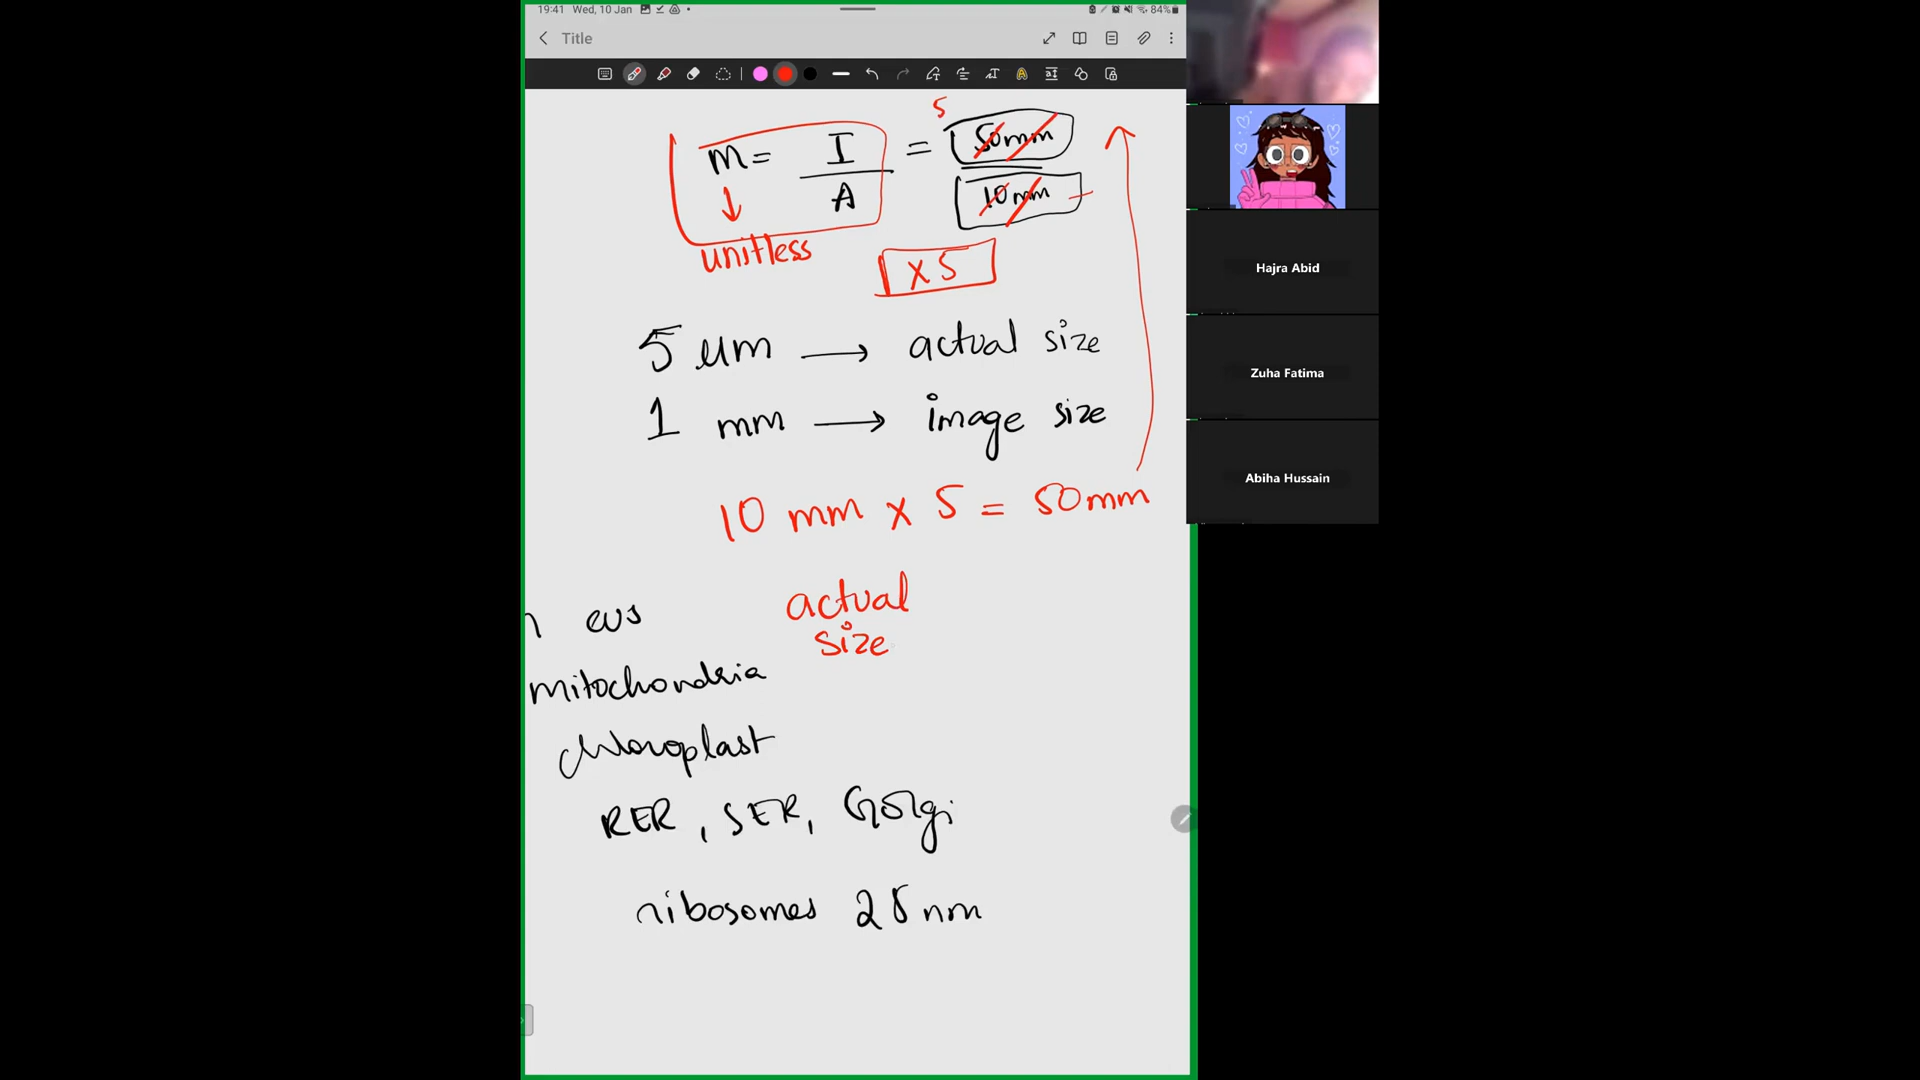 19:41 Wed, 10 Jan
84%
Title
5
m = I / A = 50mm / 10mm
unitless
x 5
5 um → actual size
1 mm → image size
10 mm x 5 = 50mm
actual
size
eus
mitochondria
chloroplast
RER, SER, Golgi
ribosomes 25 nm
Hajra Abid
Zuha Fatima
Abiha Hussain